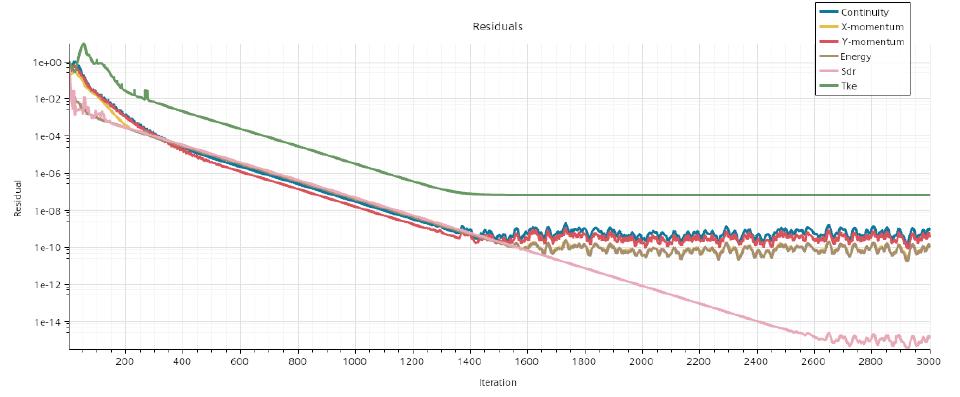 Residuals
Continuity
X-momentum
Y-momentum
Energy
Sdr
Tke
1e+00
1e-02
1e-04
1e-06
1e-08
1e-10
1e-12
1e-14
Residual
200 400 600 800 1000 1200 1400 1600 1800 2000 2200 2400 2600 2800 3000
Iteration